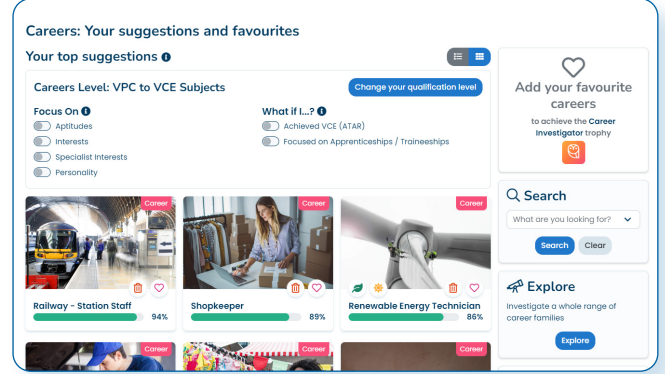 Careers: Your suggestions and favourites
Your top suggestions
Careers Level: VPC to VCE Subjects
Change your qualification level
Focus On
Aptitudes
Interests
Specialist Interests
Personality
What if I...?
Achieved VCE (ATAR)
Focused on Apprenticeships / Traineeships
Career
Career
Career
Railway - Station Staff
94%
Shopkeeper
89%
Renewable Energy Technician
86%
Career
Career
Career
Add your favourite
careers
to achieve the Career
Investigator trophy
Search
What are you looking for?
Search
Clear
Explore
Investigate a whole range of
career families
Explore